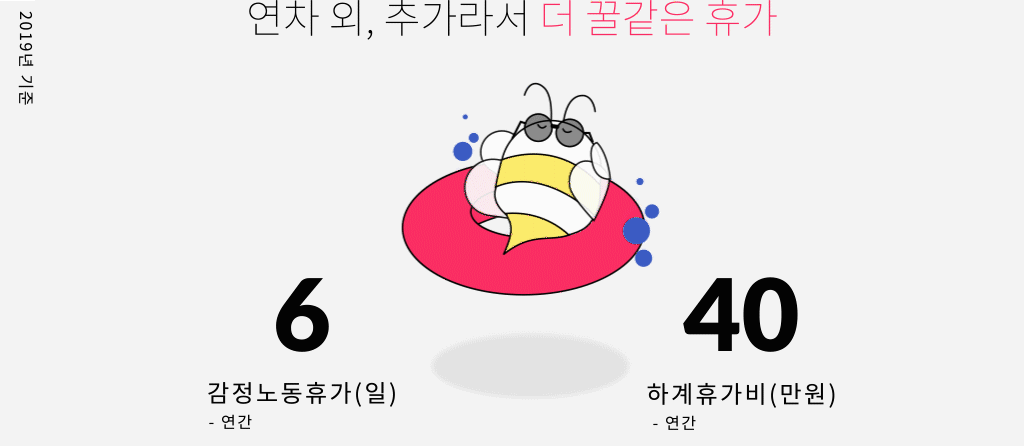 연차 외, 추가라서 더 꿀같은 휴가
2019년 기준
6
감정노동휴가(일)
- 연간
40
하계휴가비(만원)
- 연간